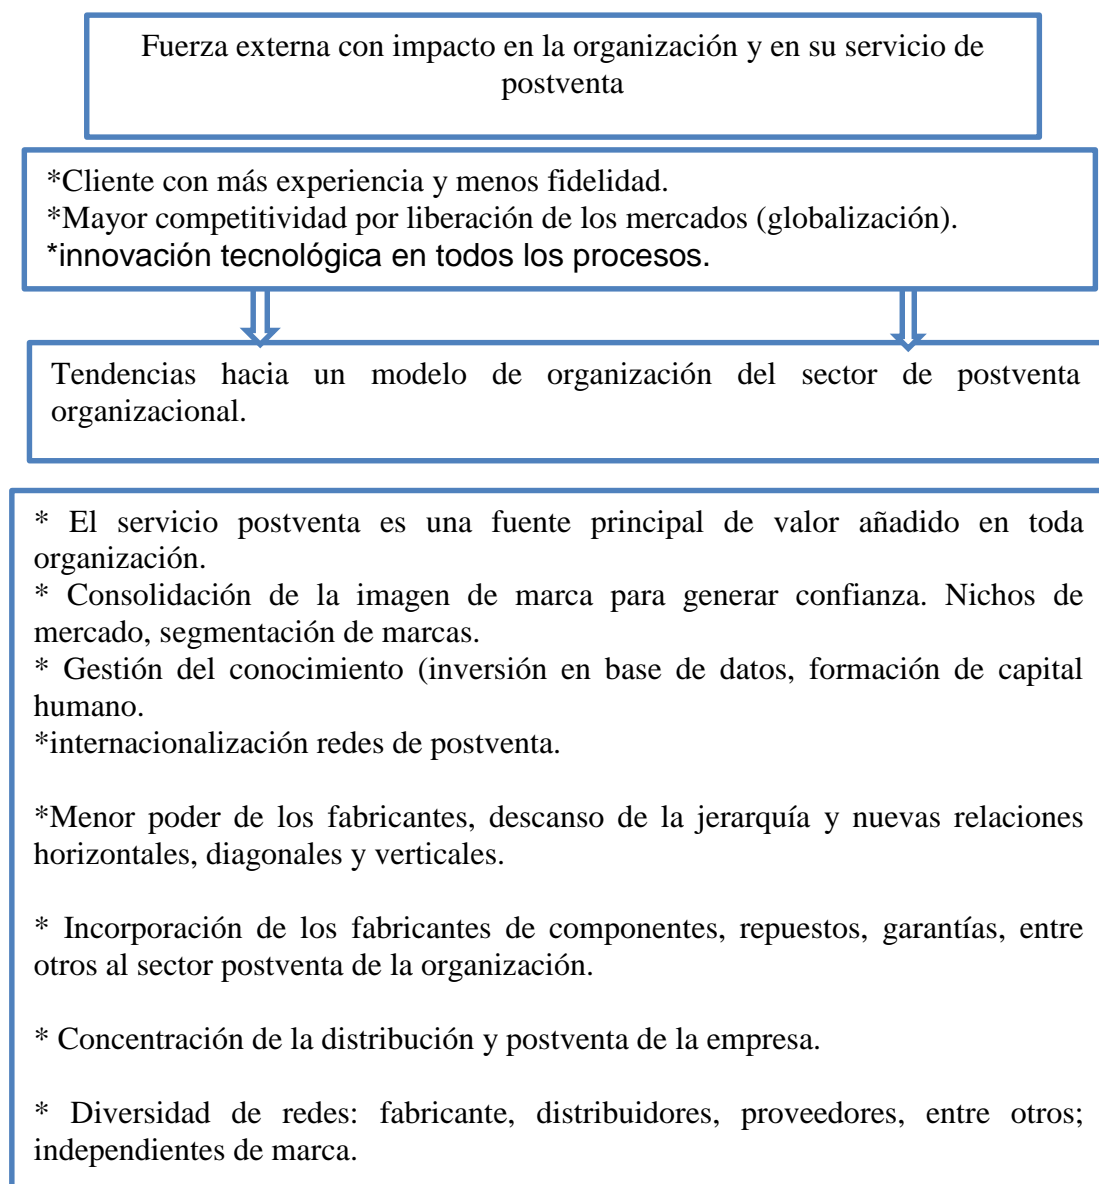 Fuerza externa con impacto en la organización y en su servicio de
postventa
*Cliente con más experiencia y menos fidelidad.
*Mayor competitividad por liberación de los mercados (globalización).
*innovación tecnológica en todos los procesos.
Tendencias hacia un modelo de organización del sector de postventa
organizacional.
* El servicio postventa es una fuente principal de valor añadido en toda
organización.
* Consolidación de la imagen de marca para generar confianza. Nichos de
mercado, segmentación de marcas.
* Gestión del conocimiento (inversión en base de datos, formación de capital
humano.
*internacionalización redes de postventa.
*Menor poder de los fabricantes, descanso de la jerarquía y nuevas relaciones
horizontales, diagonales y verticales.
* Incorporación de los fabricantes de componentes, repuestos, garantías, entre
otros al sector postventa de la organización.
* Concentración de la distribución y postventa de la empresa.
* Diversidad de redes: fabricante, distribuidores, proveedores, entre otros;
independientes de marca.